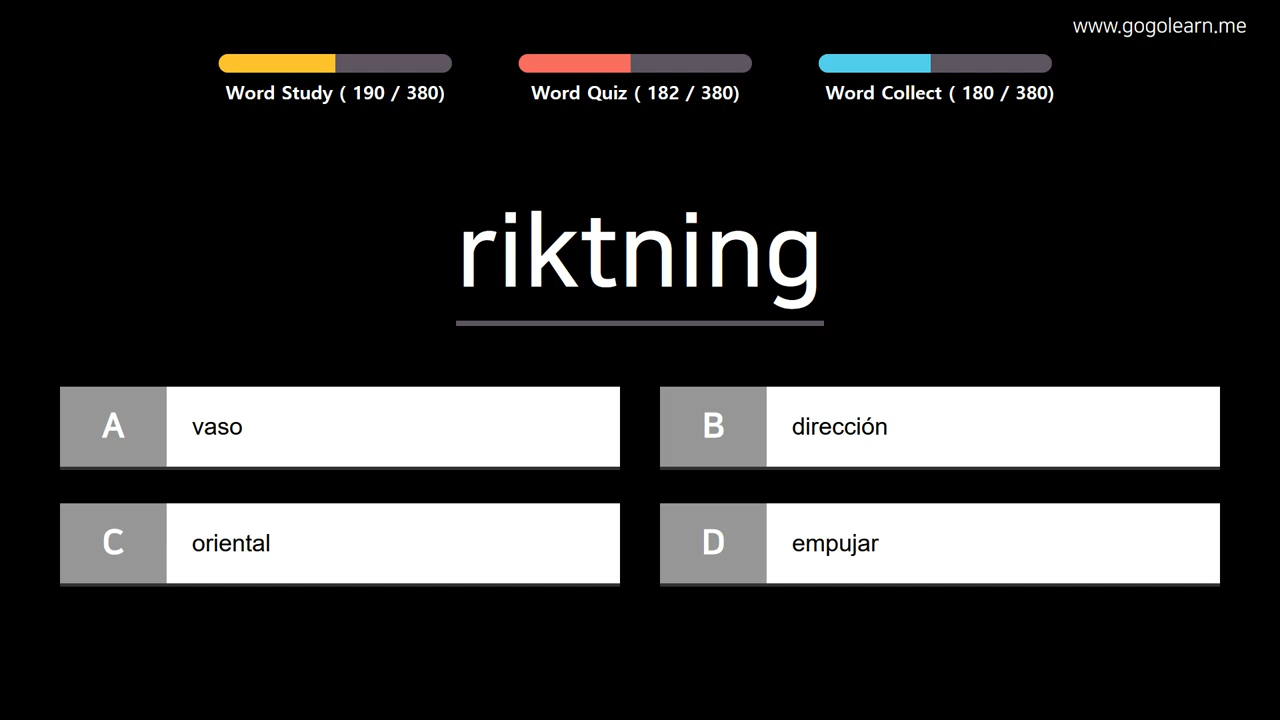 www.gogolearn.me
Word Study ( 190 / 380)
Word Quiz ( 182 / 380)
Word Collect ( 180 / 380)
riktning
A vaso
B dirección
C oriental
D empujar